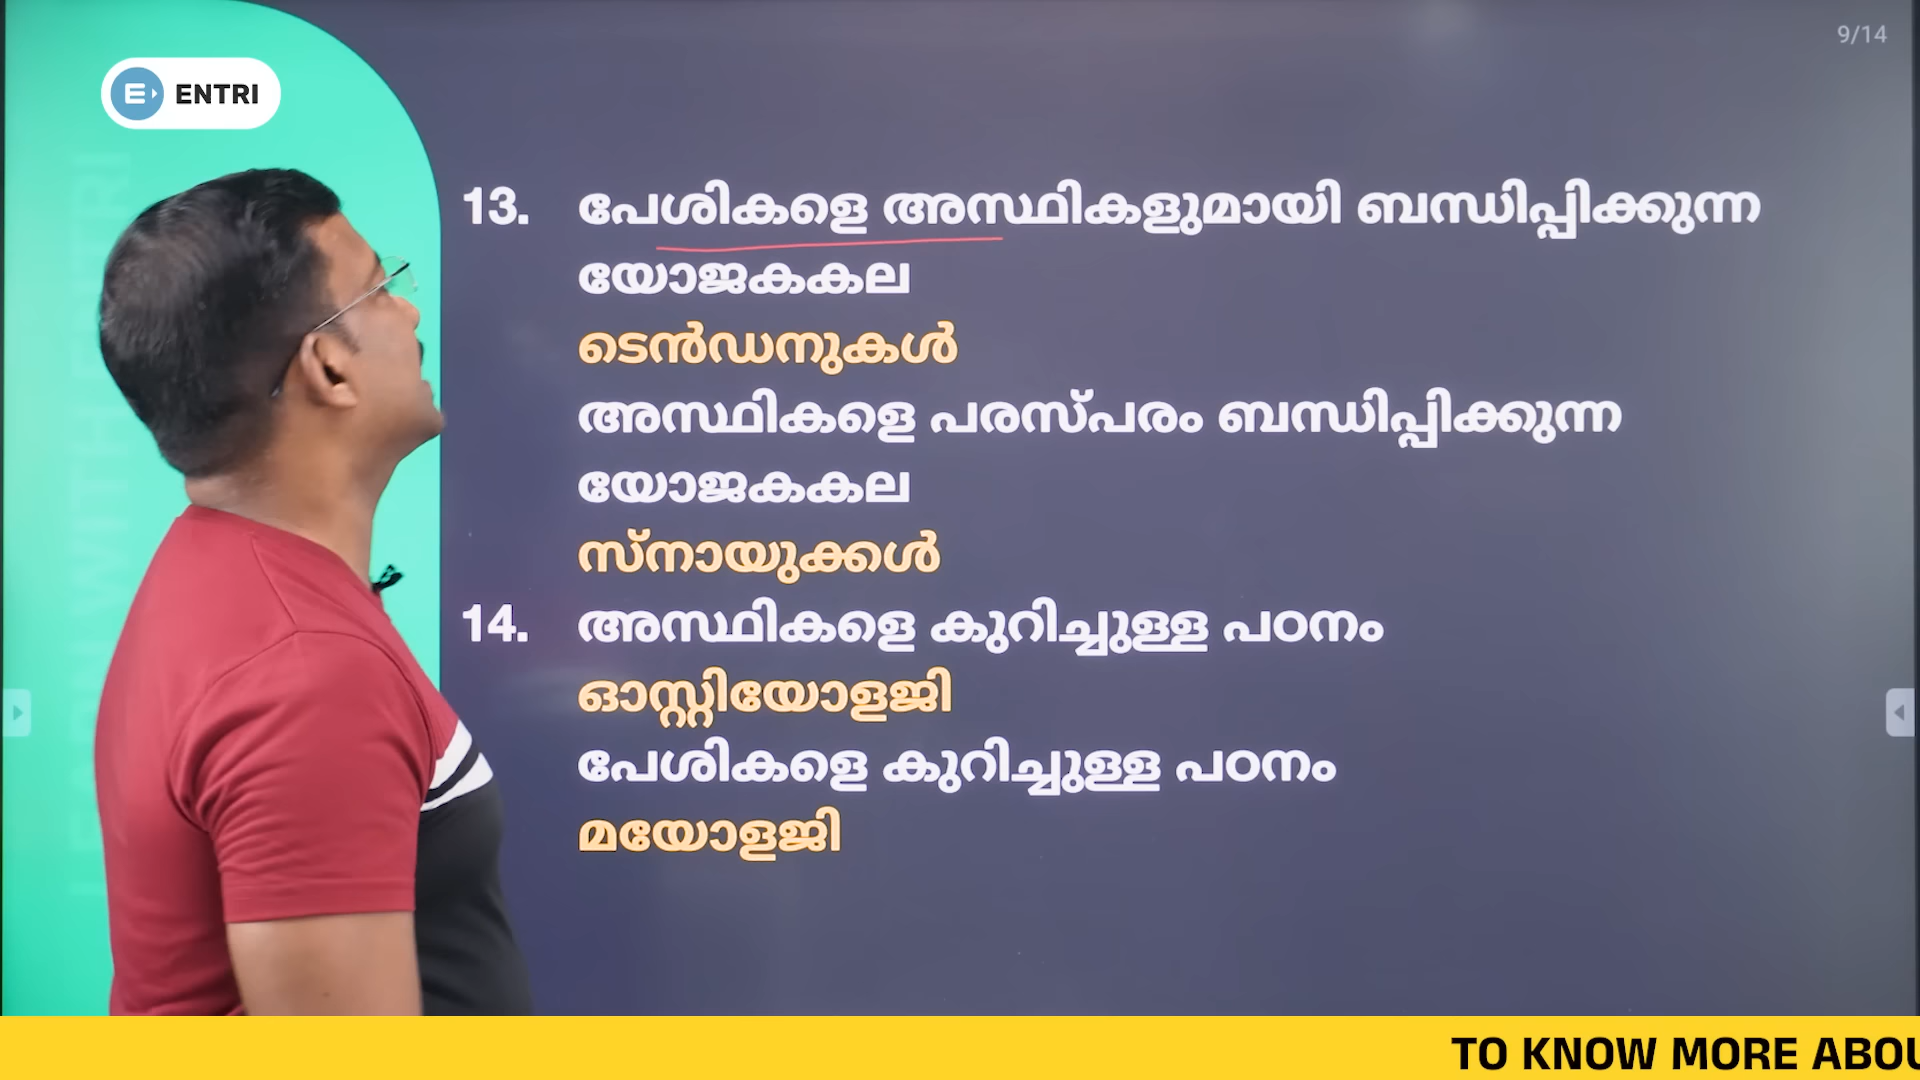 9/14
ENTRI
13. പേശികളെ അസ്ഥികളുമായി ബന്ധിപ്പിക്കുന്ന
യോജകകല
ടെൻഡനുകൾ
അസ്ഥികളെ പരസ്പരം ബന്ധിപ്പിക്കുന്ന
യോജകകല
സ്നായുക്കൾ
14. അസ്ഥികളെ കുറിച്ചുള്ള പഠനം
ഓസ്റ്റിയോളജി
പേശികളെ കുറിച്ചുള്ള പഠനം
മയോളജി
TO KNOW MORE ABOU